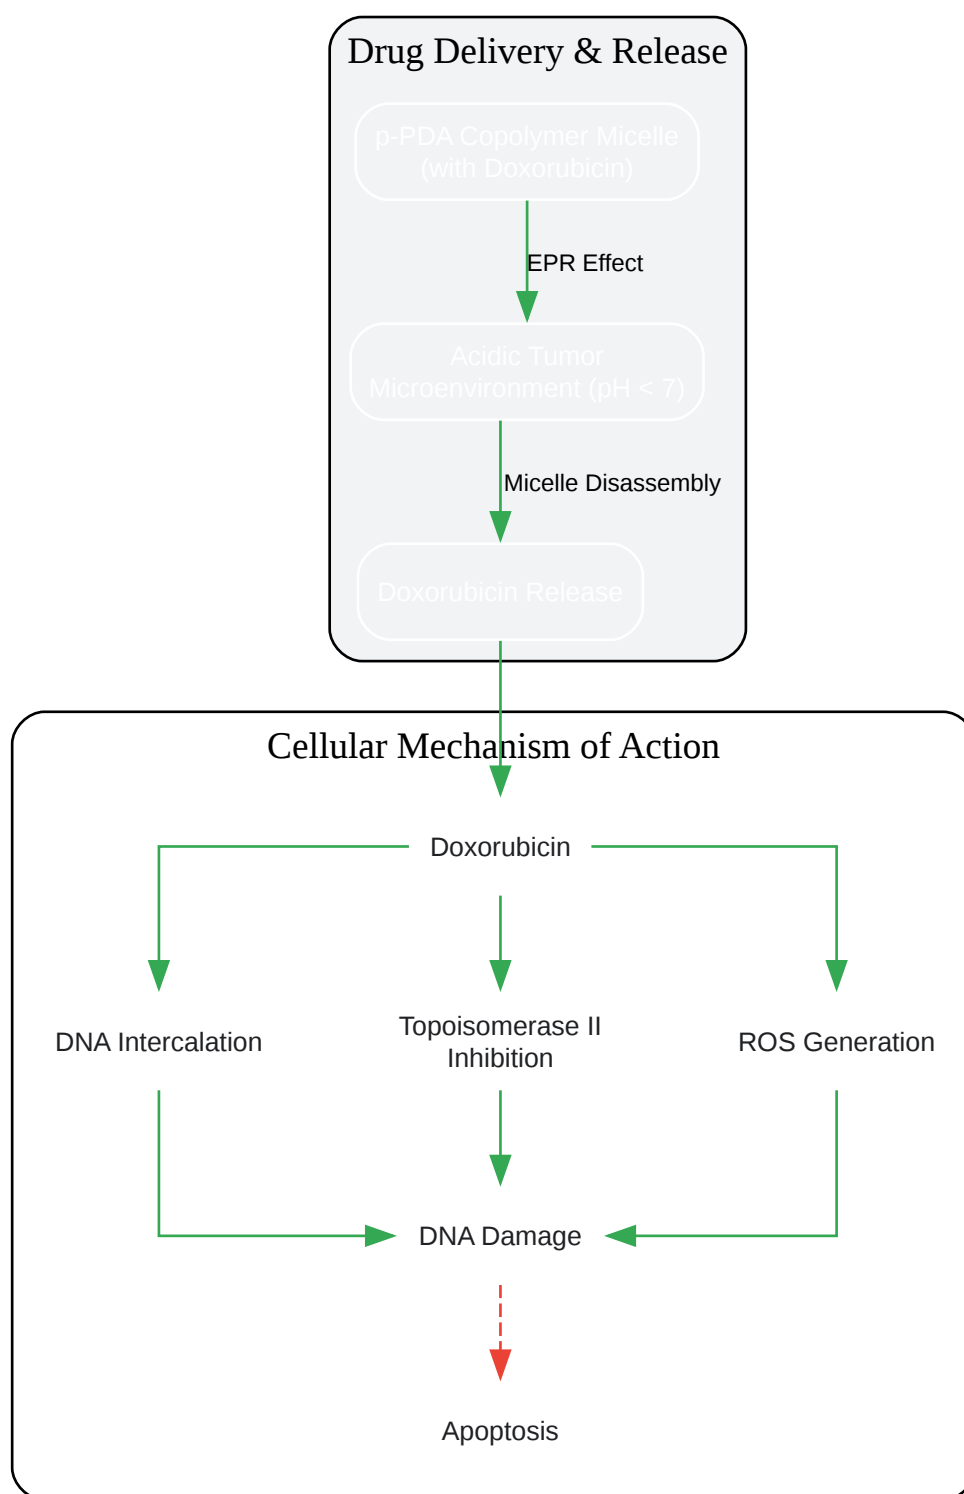 Drug Delivery & Release
p-PDA Copolymer Micelle
(with Doxorubicin)
EPR Effect
Acidic Tumor
Microenvironment (pH < 7)
Micelle Disassembly
Doxorubicin Release
Cellular Mechanism of Action
Doxorubicin
DNA Intercalation
Topoisomerase II
Inhibition
ROS Generation
DNA Damage
Apoptosis